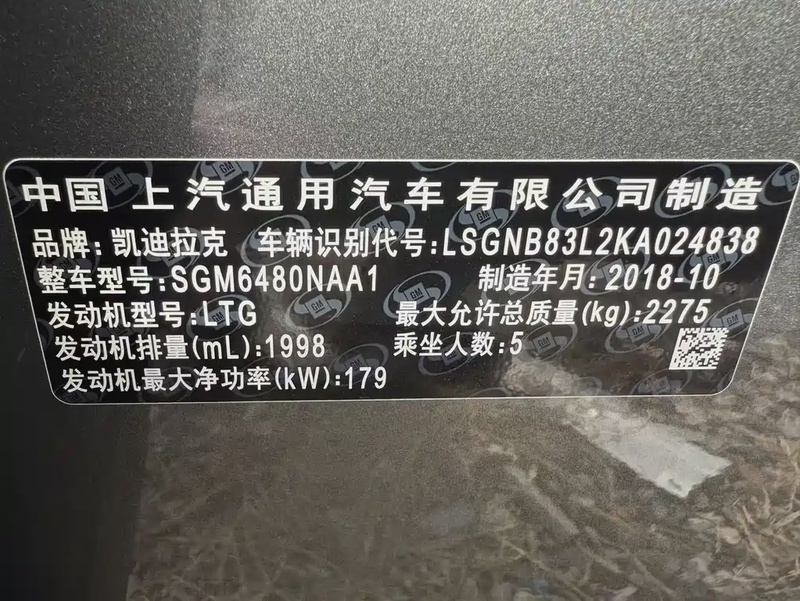 中国 上汽通用汽车有限公司制造
品牌: 凯迪拉克 车辆识别代号:LSGNB83L2KA024838
整车型号:SGM6480NAA1 制造年月:2018-10
发动机型号:LTG 最大允许总质量(kg):2275
发动机排量(mL):1998 乘坐人数:5
发动机最大净功率(kW):179